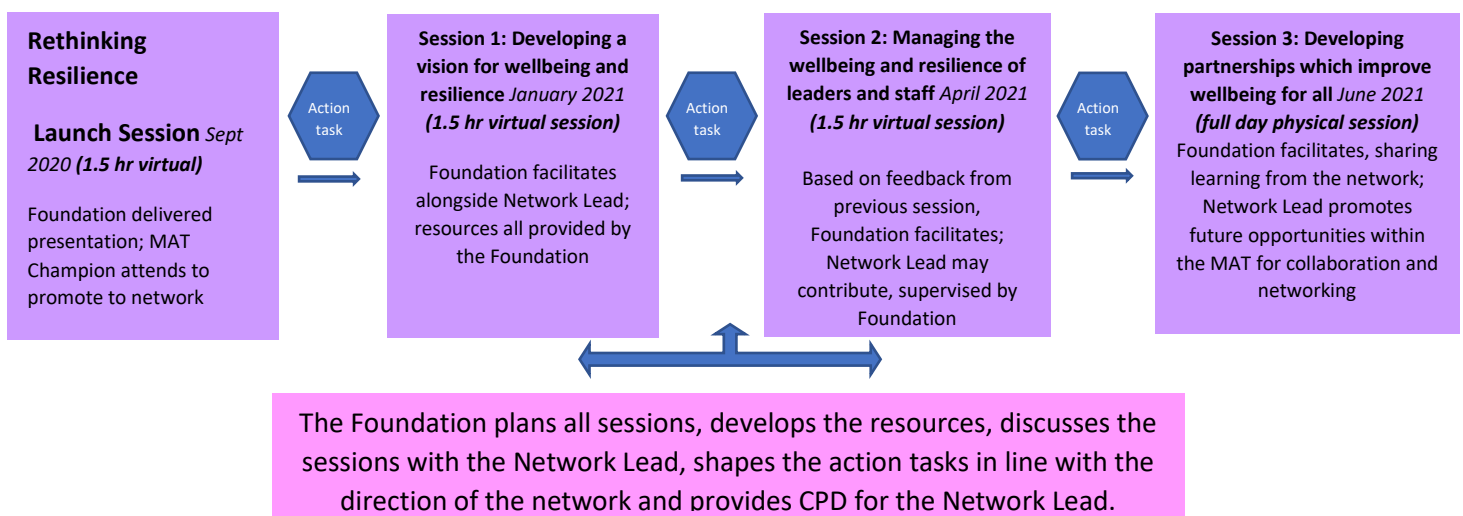 Rethinking
Resilience
Launch Session Sept
2020 (1.5 hr virtual)
Foundation delivered
presentation; MAT
Champion attends to
promote to network
Action
task
Session 1: Developing a
vision for wellbeing and
resilience January 2021
(1.5 hr virtual session)
Foundation facilitates
alongside Network Lead;
resources all provided by
the Foundation
Action
task
Session 2: Managing the
wellbeing and resilience of
leaders and staff April 2021
(1.5 hr virtual session)
Based on feedback from
previous session,
Foundation facilitates;
Network Lead may
contribute, supervised by
Foundation
Action
task
Session 3: Developing
partnerships which improve
wellbeing for all June 2021
(full day physical session)
Foundation facilitates, sharing
learning from the network;
Network Lead promotes
future opportunities within
the MAT for collaboration and
networking
The Foundation plans all sessions, develops the resources, discusses the
sessions with the Network Lead, shapes the action tasks in line with the
direction of the network and provides CPD for the Network Lead.